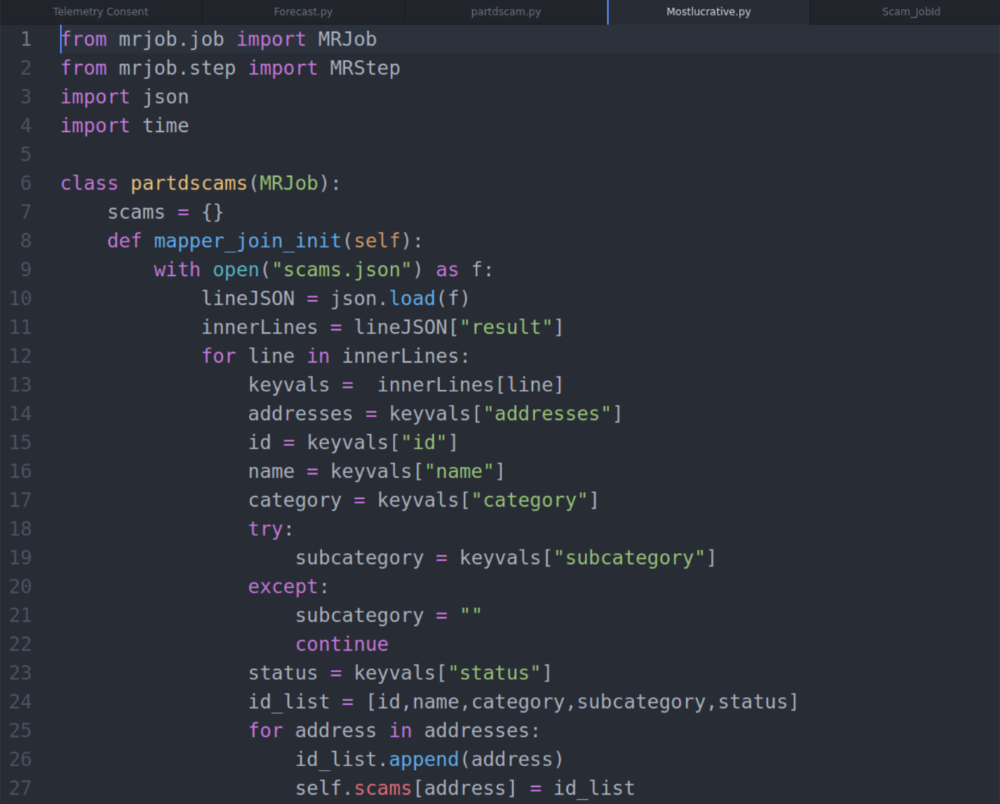 Telemetry Consent Forecast.py partdscam.py Mostlucrative.py Scam_JobId
1 from mrjob.job import MRJob
2 from mrjob.step import MRStep
3 import json
4 import time
5
6 class partdscams(MRJob):
7     scams = {}
8     def mapper_join_init(self):
9         with open("scams.json") as f:
10             lineJSON = json.load(f)
11             innerLines = lineJSON["result"]
12             for line in innerLines:
13                 keyvals =  innerLines[line]
14                 addresses = keyvals["addresses"]
15                 id = keyvals["id"]
16                 name = keyvals["name"]
17                 category = keyvals["category"]
18                 try:
19                     subcategory = keyvals["subcategory"]
20                 except:
21                     subcategory = ""
22                     continue
23                 status = keyvals["status"]
24                 id_list = [id,name,category,subcategory,status]
25                 for address in addresses:
26                     id_list.append(address)
27                     self.scams[address] = id_list